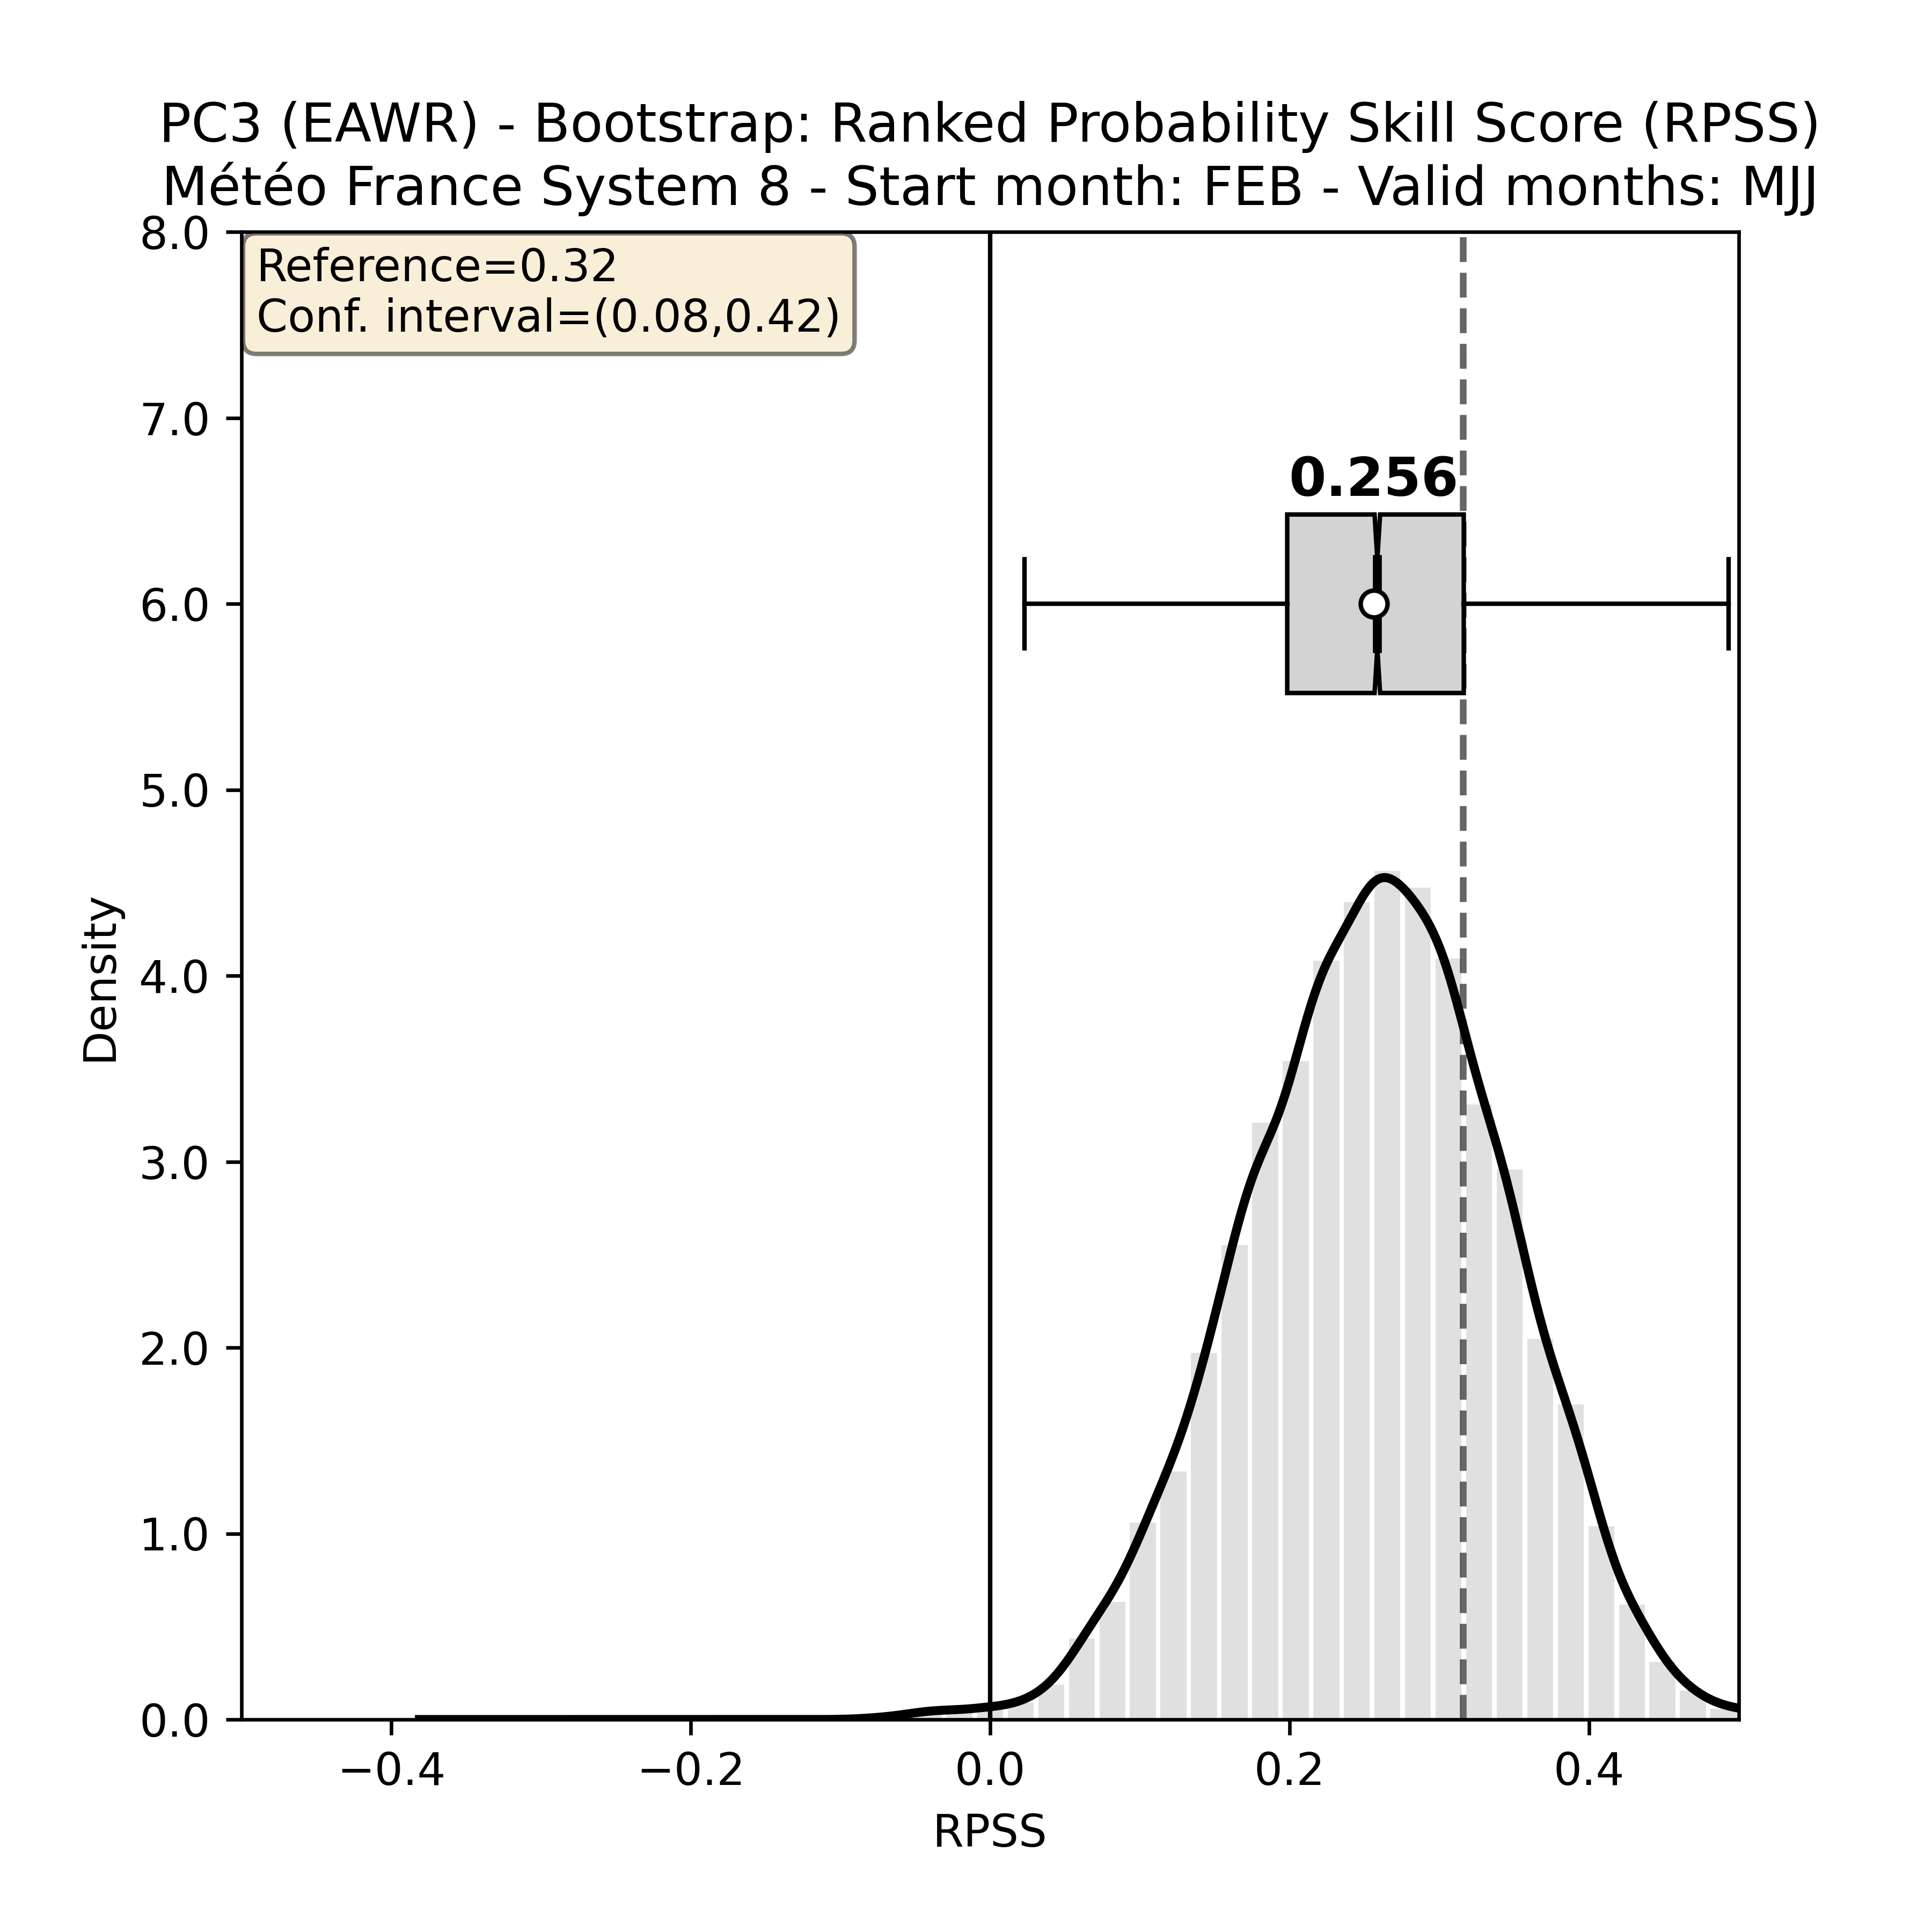 PC3 (EAWR) - Bootstrap: Ranked Probability Skill Score (RPSS)
Météo France System 8 - Start month: FEB - Valid months: MJJ
Reference=0.32
Conf. interval=(0.08,0.42)
0.256
8.0
7.0
6.0
5.0
4.0
3.0
2.0
1.0
0.0
Density
−0.4 −0.2 0.0 0.2 0.4
RPSS